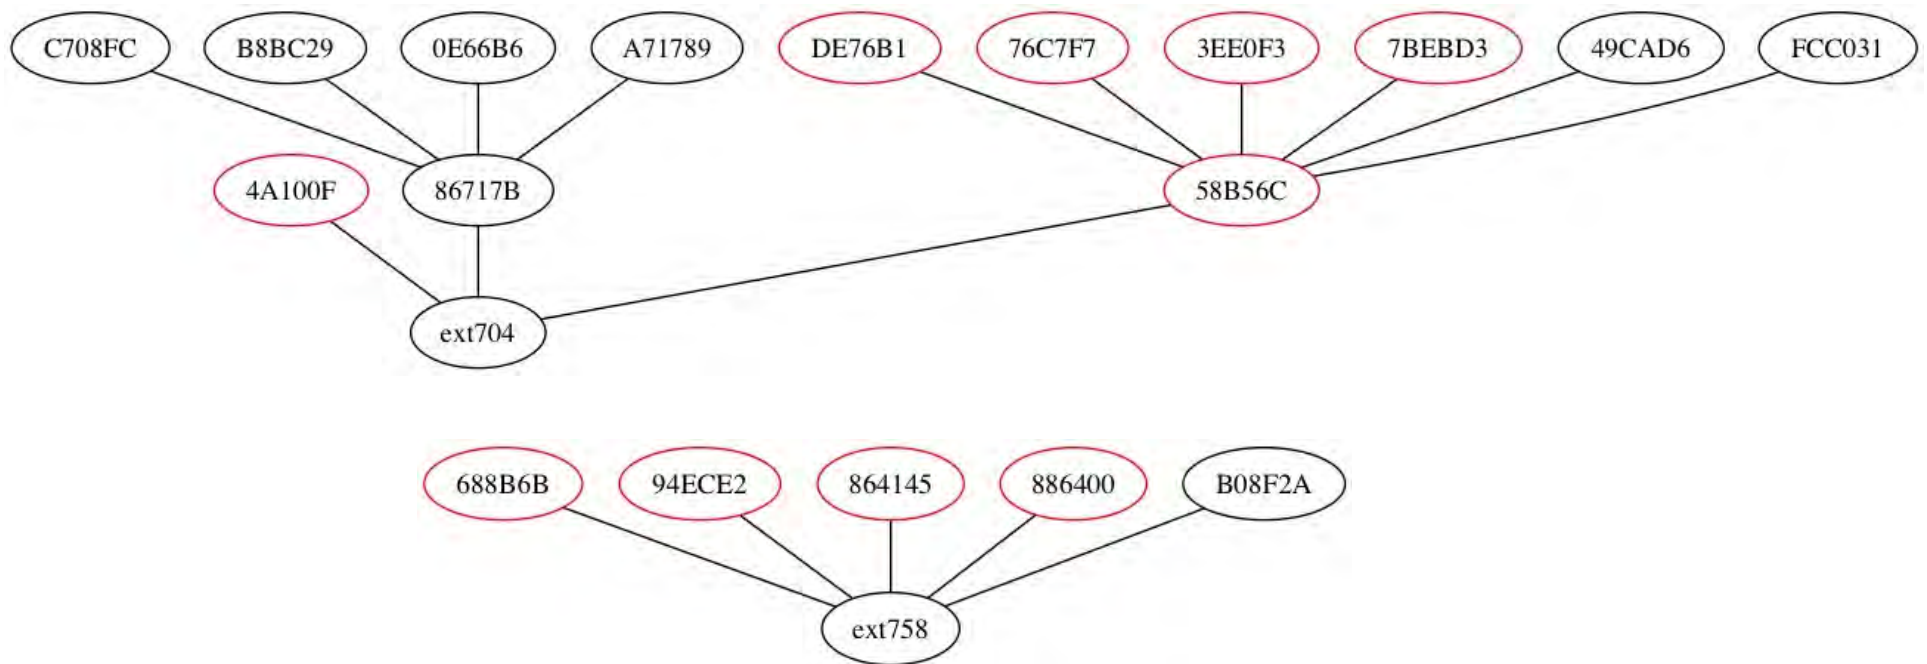 C708FC B8BC29 0E66B6 A71789 DE76B1 76C7F7 3EE0F3 7BEBD3 49CAD6 FCC031
4A100F 86717B 58B56C
ext704
688B6B 94ECE2 864145 886400 B08F2A
ext758